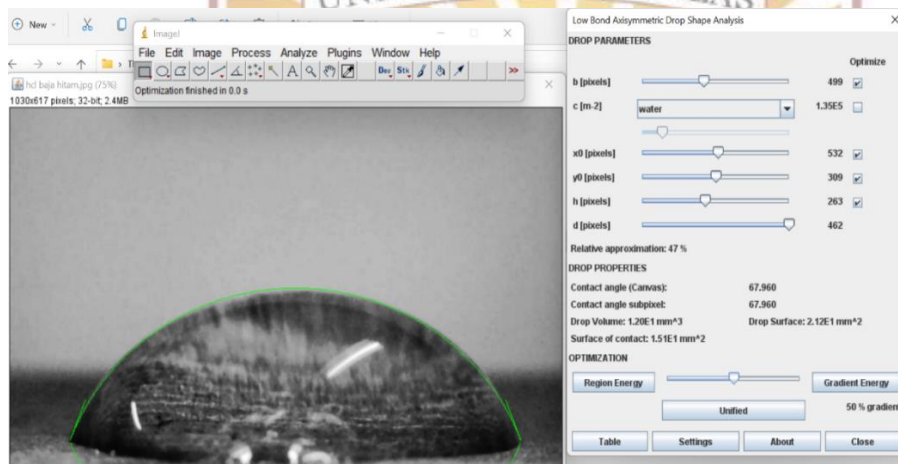 New
ImageJ
File Edit Image Process Analyze Plugins Window Help
Dev Stk
>>
Optimization finished in 0.0 s
hcl baja hitam.jpg (75%)
1030x617 pixels; 32-bit; 2.4MB
Low Bond Axisymmetric Drop Shape Analysis
DROP PARAMETERS
Optimize
b [pixels] 499
c [m-2] water 1.35E5
x0 [pixels] 532
y0 [pixels] 309
h [pixels] 263
d [pixels] 462
Relative approximation: 47 %
DROP PROPERTIES
Contact angle (Canvas): 67.960
Contact angle subpixel: 67.960
Drop Volume: 1.20E1 mm^3 Drop Surface: 2.12E1 mm^2
Surface of contact: 1.51E1 mm^2
OPTIMIZATION
Region Energy Gradient Energy
Unified 50 % gradien
Table Settings About Close